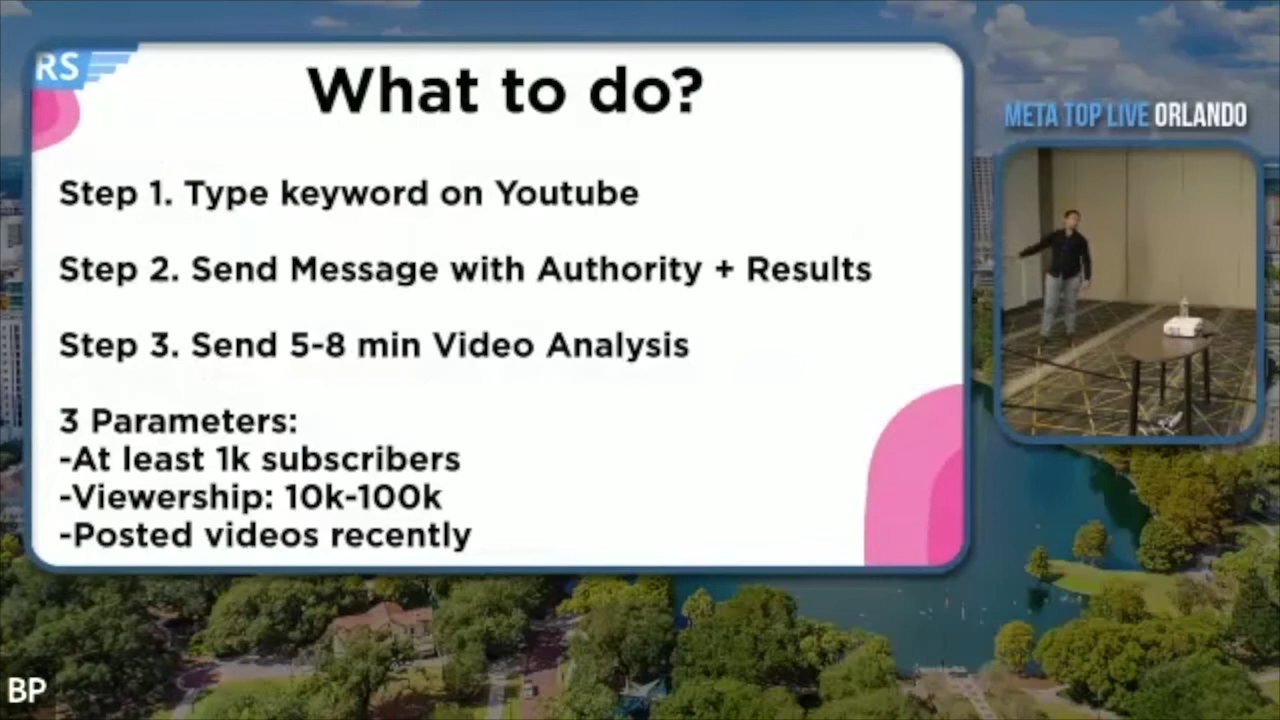 RS
What to do?
META TOP LIVE ORLANDO
Step 1. Type keyword on Youtube
Step 2. Send Message with Authority + Results
Step 3. Send 5-8 min Video Analysis
3 Parameters:
-At least 1k subscribers
-Viewership: 10k-100k
-Posted videos recently
BP